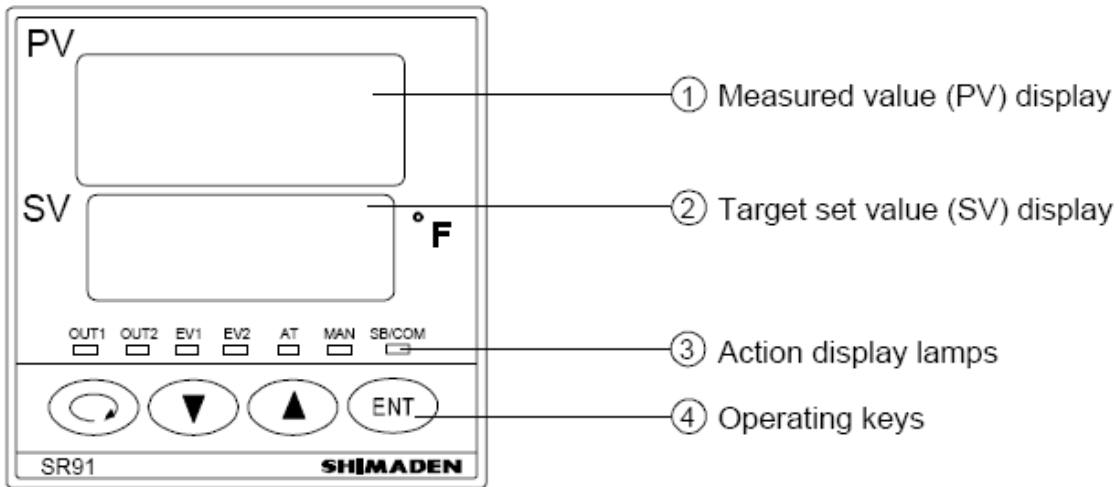 PV
① Measured value (PV) display
SV
② Target set value (SV) display
°F
OUT1 OUT2 EV1 EV2 AT MAN SB/COM
③ Action display lamps
ENT
④ Operating keys
SR91 SHIMADEN